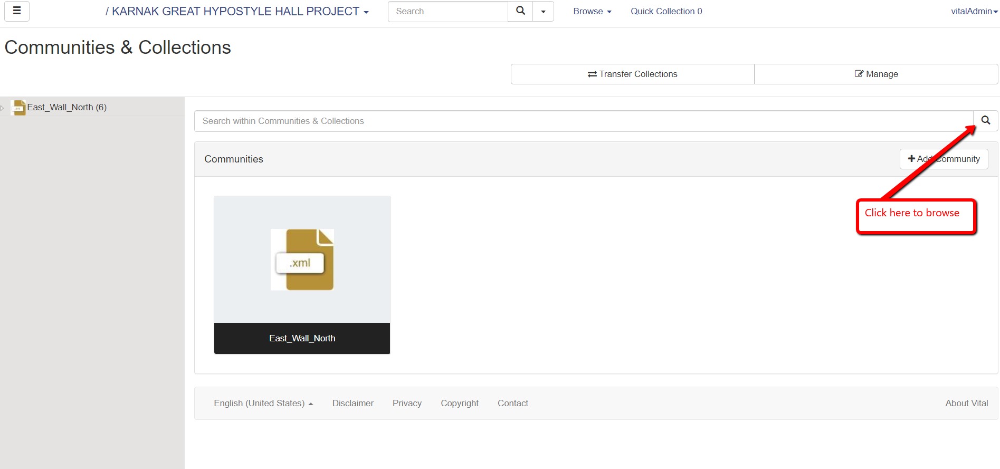 / KARNAK GREAT HYPOSTYLE HALL PROJECT
Search
Browse
Quick Collection 0
vitalAdmin
Communities & Collections
Transfer Collections
Manage
East_Wall_North (6)
Search within Communities & Collections
Communities
Add Community
Click here to browse
.xml
East_Wall_North
English (United States)
Disclaimer
Privacy
Copyright
Contact
About Vital